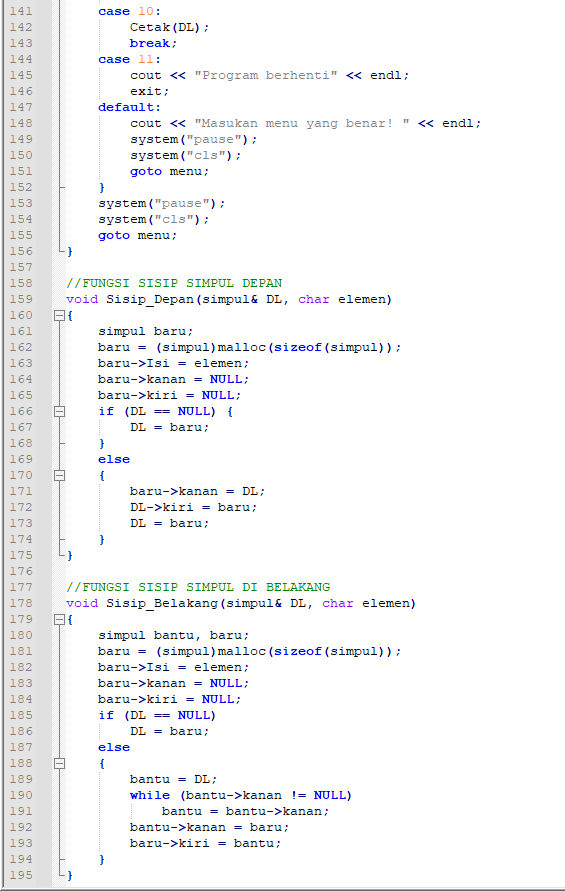 141 case 10:
142 Cetak(DL);
143 break;
144 case 11:
145 cout << "Program berhenti" << endl;
146 exit;
147 default:
148 cout << "Masukan menu yang benar! " << endl;
149 system("pause");
150 system("cls");
151 goto menu;
152 }
153 system("pause");
154 system("cls");
155 goto menu;
156 }
157
158 //FUNGSI SISIP SIMPUL DEPAN
159 void Sisip_Depan(simpul& DL, char elemen)
160 {
161 simpul baru;
162 baru = (simpul)malloc(sizeof(simpul));
163 baru->Isi = elemen;
164 baru->kanan = NULL;
165 baru->kiri = NULL;
166 if (DL == NULL) {
167 DL = baru;
168 }
169 else
170 {
171 baru->kanan = DL;
172 DL->kiri = baru;
173 DL = baru;
174 }
175 }
176
177 //FUNGSI SISIP SIMPUL DI BELAKANG
178 void Sisip_Belakang(simpul& DL, char elemen)
179 {
180 simpul bantu, baru;
181 baru = (simpul)malloc(sizeof(simpul));
182 baru->Isi = elemen;
183 baru->kanan = NULL;
184 baru->kiri = NULL;
185 if (DL == NULL)
186 DL = baru;
187 else
188 {
189 bantu = DL;
190 while (bantu->kanan != NULL)
191 bantu = bantu->kanan;
192 bantu->kanan = baru;
193 baru->kiri = bantu;
194 }
195 }